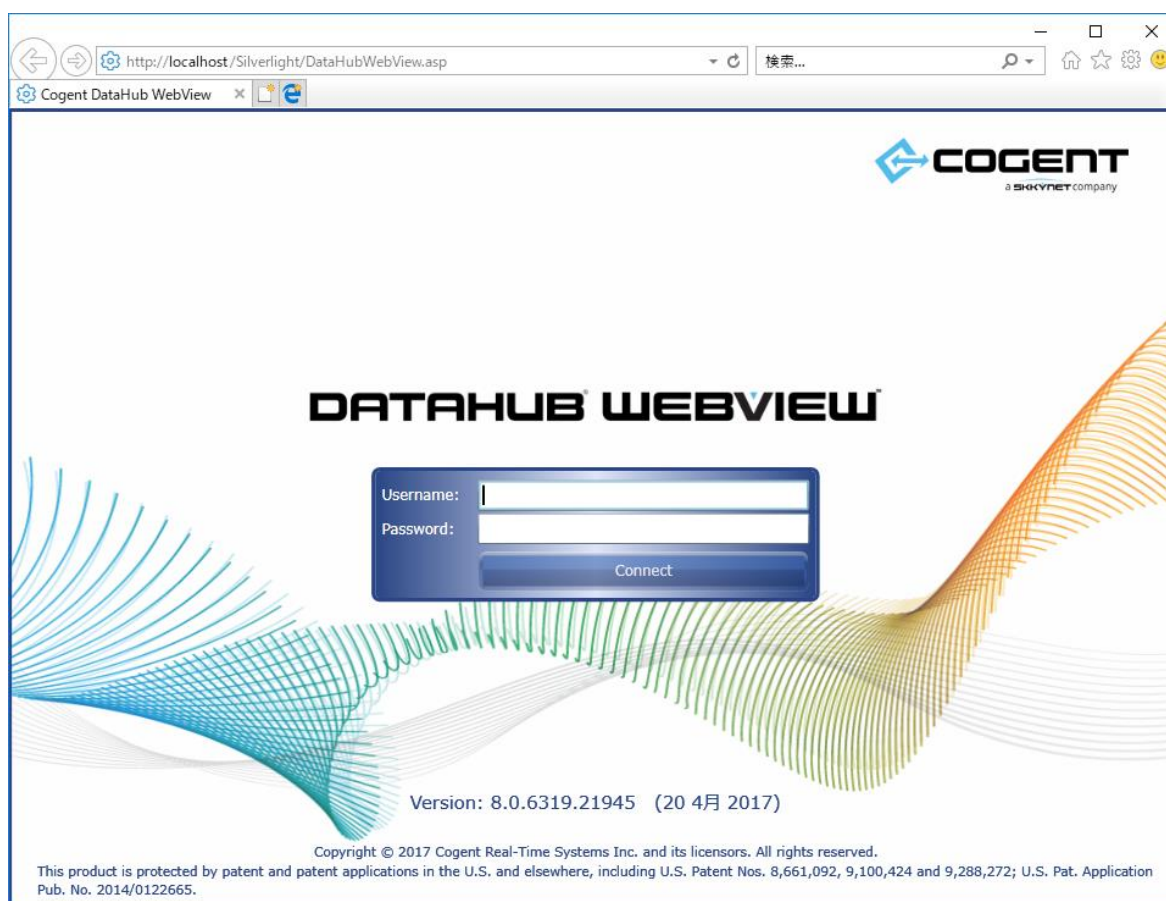 http://localhost/Silverlight/DataHubWebView.asp
検索...
Cogent DataHub WebView
COGENT
a SKKYNET company
DATAHUB® WEBVIEW™
Username:
Password:
Connect
Version: 8.0.6319.21945 (20 4月 2017)
Copyright © 2017 Cogent Real-Time Systems Inc. and its licensors. All rights reserved.
This product is protected by patent and patent applications in the U.S. and elsewhere, including U.S. Patent Nos. 8,661,092, 9,100,424 and 9,288,272; U.S. Pat. Application
Pub. No. 2014/0122665.